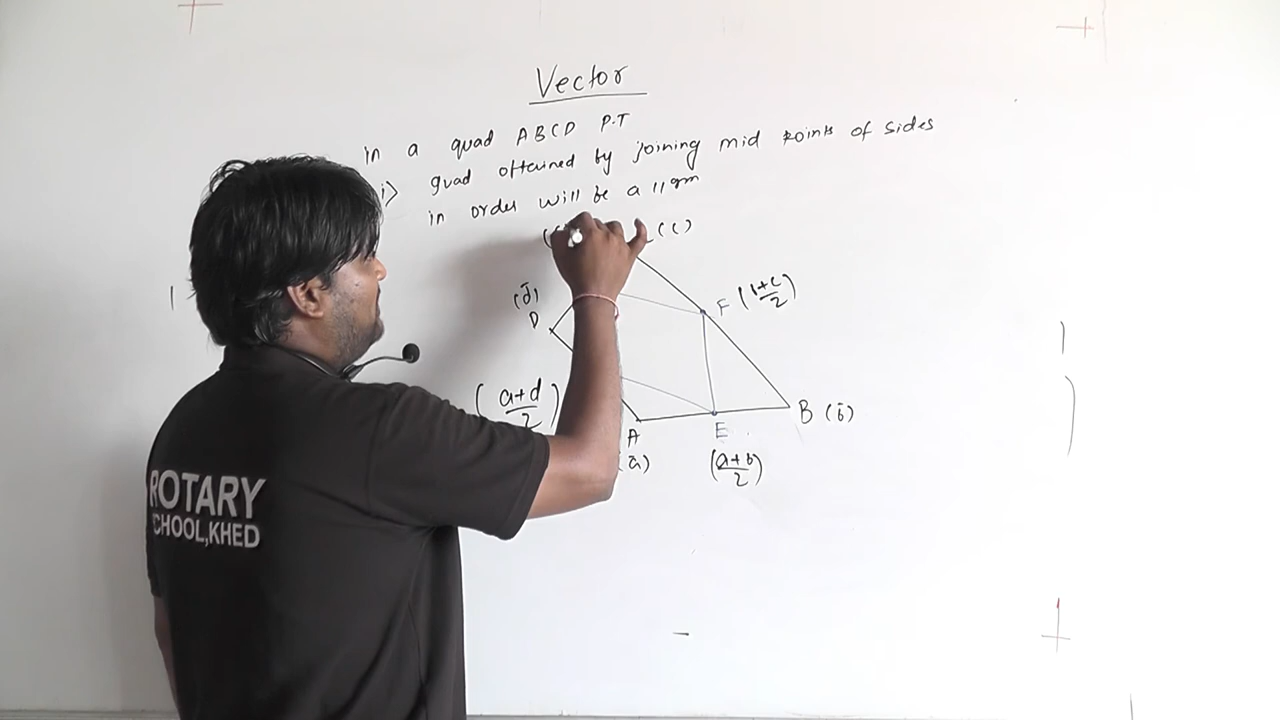 Vector
in a quad ABCD P.T
i> quad ottained by joining mid points of sides
in order will be a 11gm
(c)
(d̄)
D
F (b+c/2)
(a+d/2)
A
(ā)
E
(a+b/2)
B (b̄)
ROTARY
CHOOL,KHED